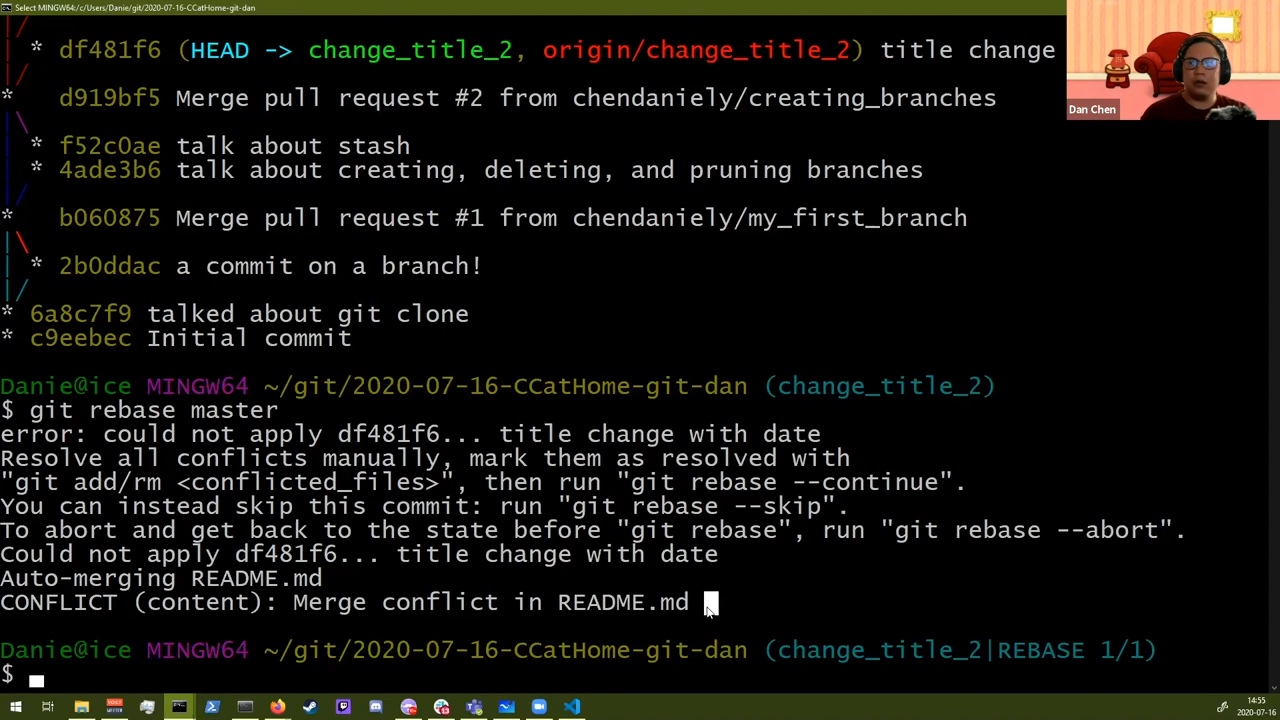 Select MINGW64:/c/Users/Danie/git/2020-07-16-CCatHome-git-dan
|/
| * df481f6 (HEAD -> change_title_2, origin/change_title_2) title change
|/
* d919bf5 Merge pull request #2 from chendaniely/creating_branches
|\
| * f52c0ae talk about stash
| * 4ade3b6 talk about creating, deleting, and pruning branches
|/
* b060875 Merge pull request #1 from chendaniely/my_first_branch
|\
| * 2b0ddac a commit on a branch!
|/
* 6a8c7f9 talked about git clone
* c9eebec Initial commit
Danie@ice MINGW64 ~/git/2020-07-16-CCatHome-git-dan (change_title_2)
$ git rebase master
error: could not apply df481f6... title change with date
Resolve all conflicts manually, mark them as resolved with
"git add/rm <conflicted_files>", then run "git rebase --continue".
You can instead skip this commit: run "git rebase --skip".
To abort and get back to the state before "git rebase", run "git rebase --abort".
Could not apply df481f6... title change with date
Auto-merging README.md
CONFLICT (content): Merge conflict in README.md
Danie@ice MINGW64 ~/git/2020-07-16-CCatHome-git-dan (change_title_2|REBASE 1/1)
$
Dan Chen
14:55
2020-07-16